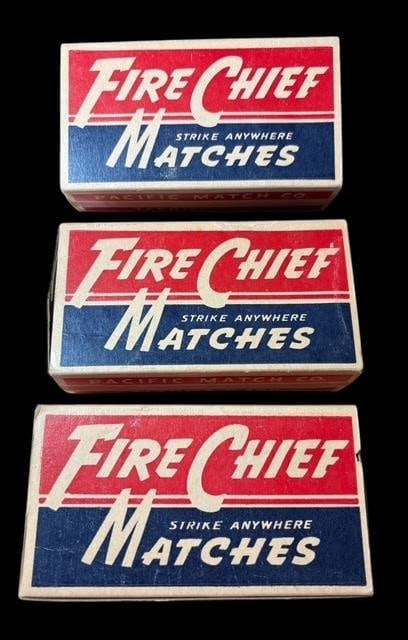 FIRE CHIEF
STRIKE ANYWHERE
MATCHES
PACIFIC MATCH CO.
FIRE CHIEF
STRIKE ANYWHERE
MATCHES
PACIFIC MATCH CO.
FIRE CHIEF
STRIKE ANYWHERE
MATCHES